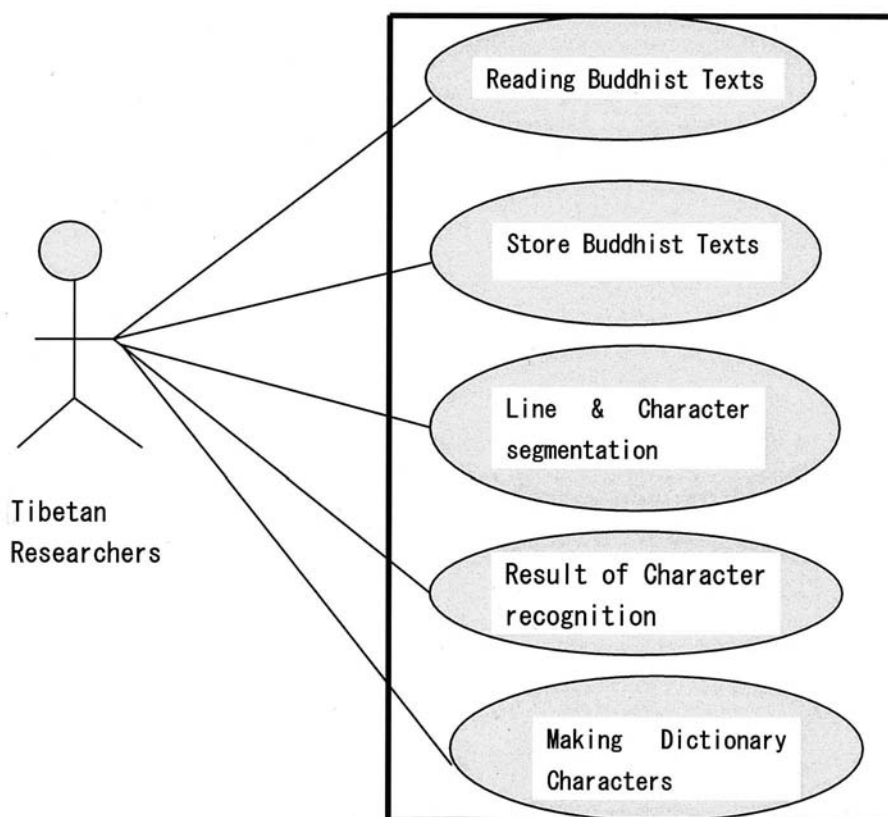 Reading Buddhist Texts
Store Buddhist Texts
Line & Character
segmentation
Tibetan
Researchers
Result of Character
recognition
Making Dictionary
Characters